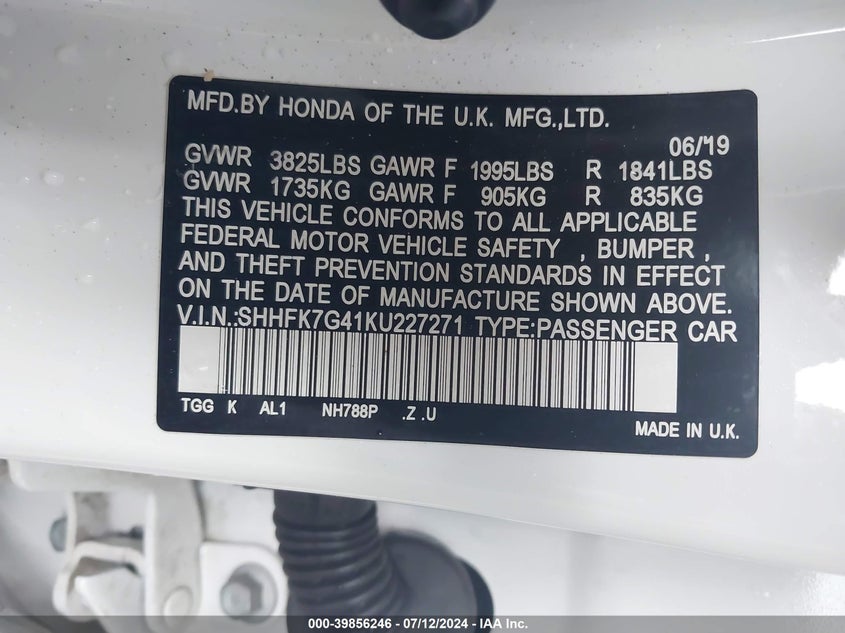 MFD.BY HONDA OF THE U.K. MFG.,LTD.
06/19
GVWR 3825LBS GAWR F 1995LBS R 1841LBS
GVWR 1735KG GAWR F 905KG R 835KG
THIS VEHICLE CONFORMS TO ALL APPLICABLE
FEDERAL MOTOR VEHICLE SAFETY , BUMPER ,
AND THEFT PREVENTION STANDARDS IN EFFECT
ON THE DATE OF MANUFACTURE SHOWN ABOVE.
V.I.N.:SHHFK7G41KU227271 TYPE:PASSENGER CAR
TGG K AL1 NH788P .Z .U
MADE IN U.K.
000-39856246 - 07/12/2024 - IAA Inc.